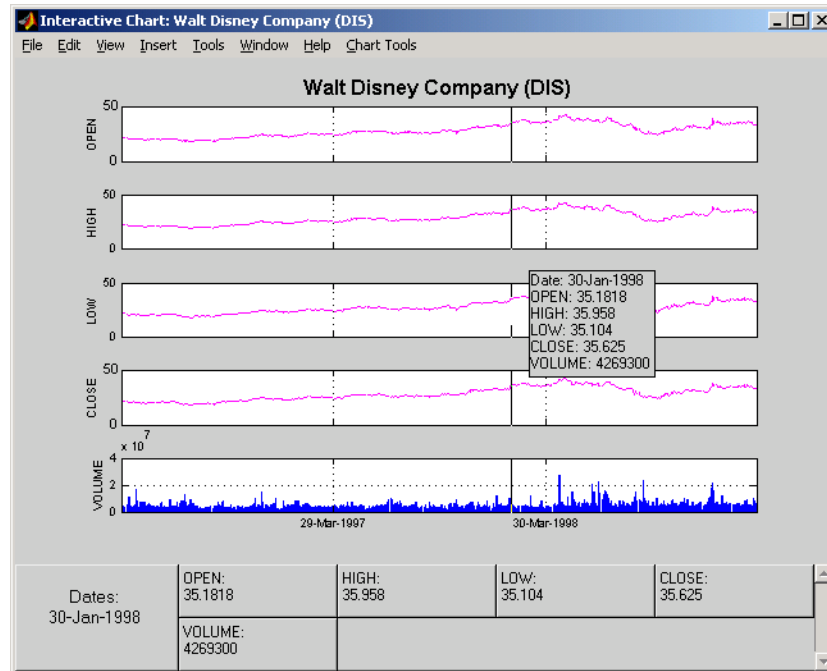 Interactive Chart: Walt Disney Company (DIS)
File Edit View Insert Tools Window Help Chart Tools
Walt Disney Company (DIS)
50
OPEN
0
50
HIGH
0
50
LOW
0
Date: 30-Jan-1998
OPEN: 35.1818
HIGH: 35.958
LOW: 35.104
CLOSE: 35.625
VOLUME: 4269300
50
CLOSE
0
x 10^7
4
VOLUME
2
0
29-Mar-1997 30-Mar-1998
Dates:
30-Jan-1998
OPEN:
35.1818
HIGH:
35.958
LOW:
35.104
CLOSE:
35.625
VOLUME:
4269300